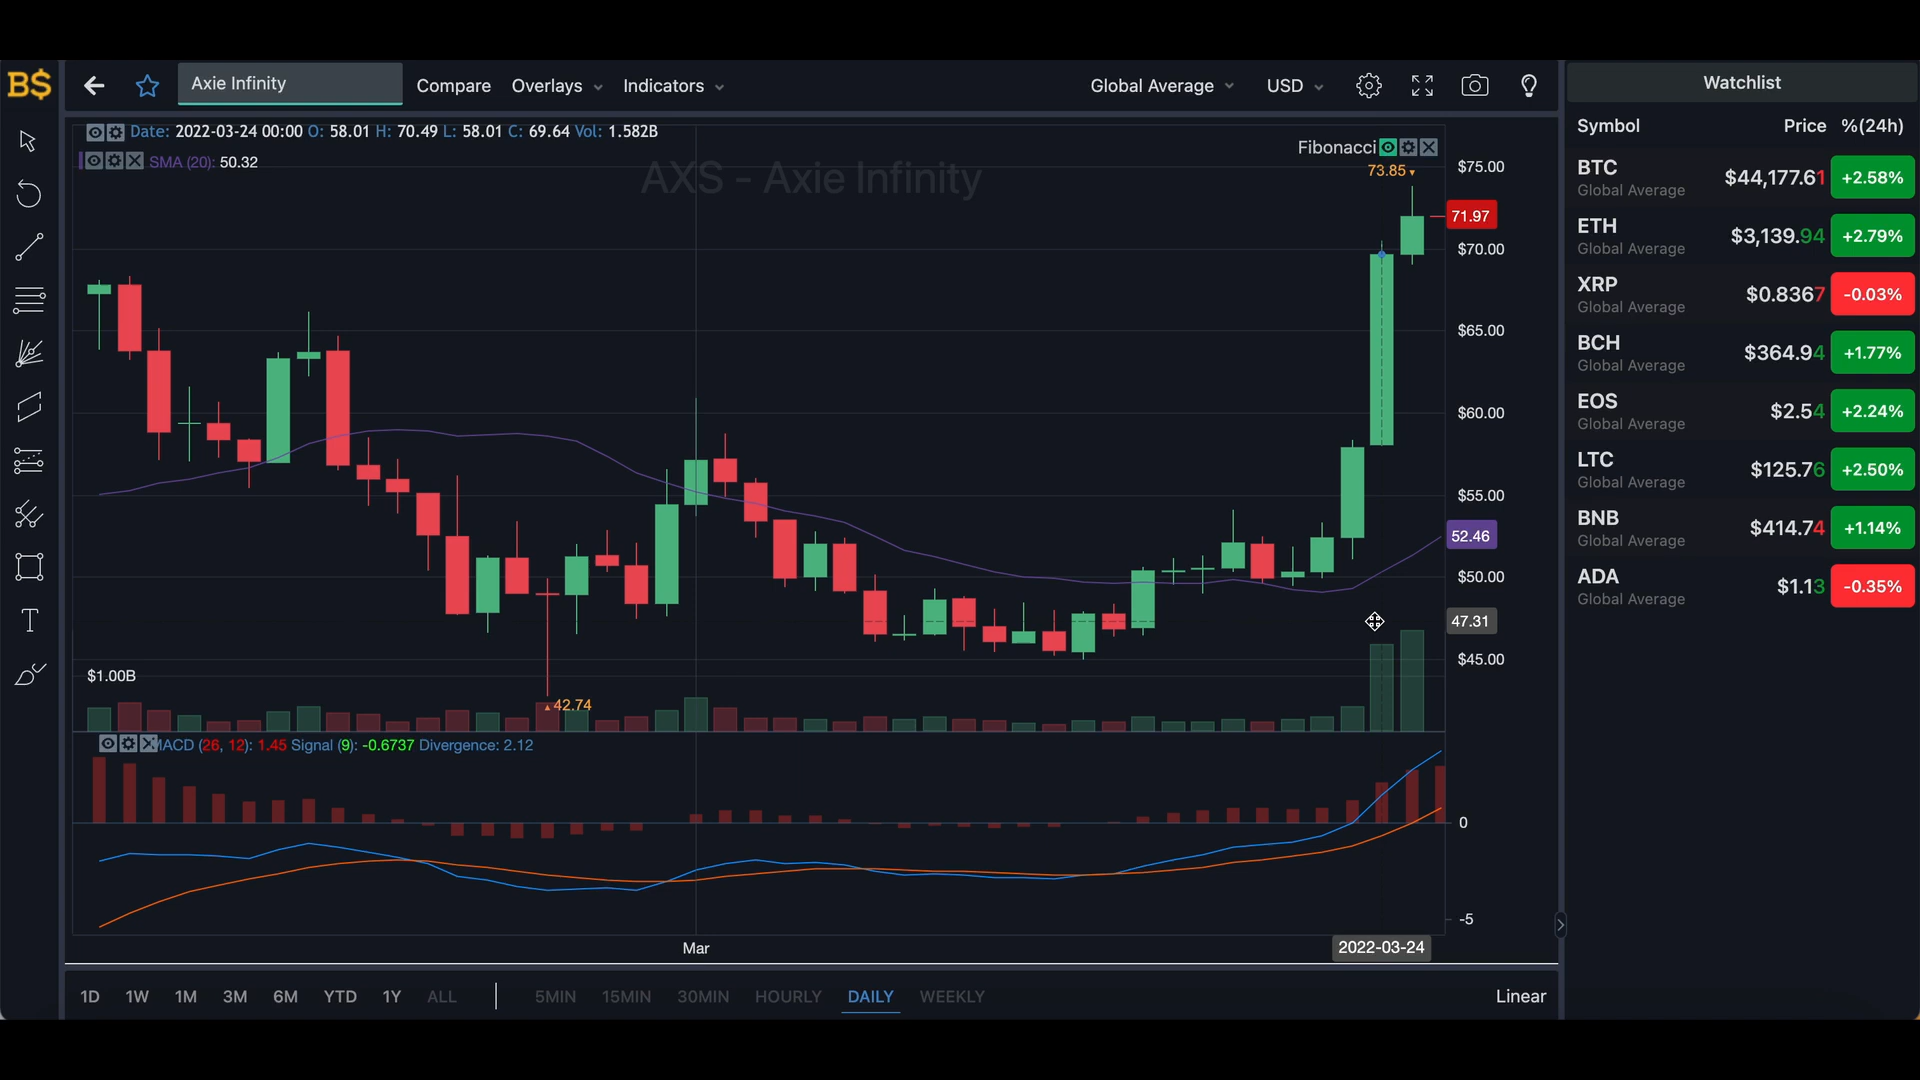 B$
Axie Infinity
Compare
Overlays
Indicators
Global Average
USD
Date: 2022-03-24 00:00 O: 58.01 H: 70.49 L: 58.01 C: 69.64 Vol: 1.582B
SMA (20): 50.32
AXS - Axie Infinity
Fibonacci
73.85
$75.00
71.97
$70.00
$65.00
$60.00
$55.00
52.46
$50.00
47.31
$45.00
$1.00B
42.74
MACD (26, 12): 1.45 Signal (9): -0.6737 Divergence: 2.12
0
-5
Mar
2022-03-24
1D 1W 1M 3M 6M YTD 1Y ALL
5MIN 15MIN 30MIN HOURLY DAILY WEEKLY
Linear
T
Watchlist
Symbol Price %(24h)
BTC $44,177.61 +2.58%
Global Average
ETH $3,139.94 +2.79%
Global Average
XRP $0.8367 -0.03%
Global Average
BCH $364.94 +1.77%
Global Average
EOS $2.54 +2.24%
Global Average
LTC $125.76 +2.50%
Global Average
BNB $414.74 +1.14%
Global Average
ADA $1.13 -0.35%
Global Average